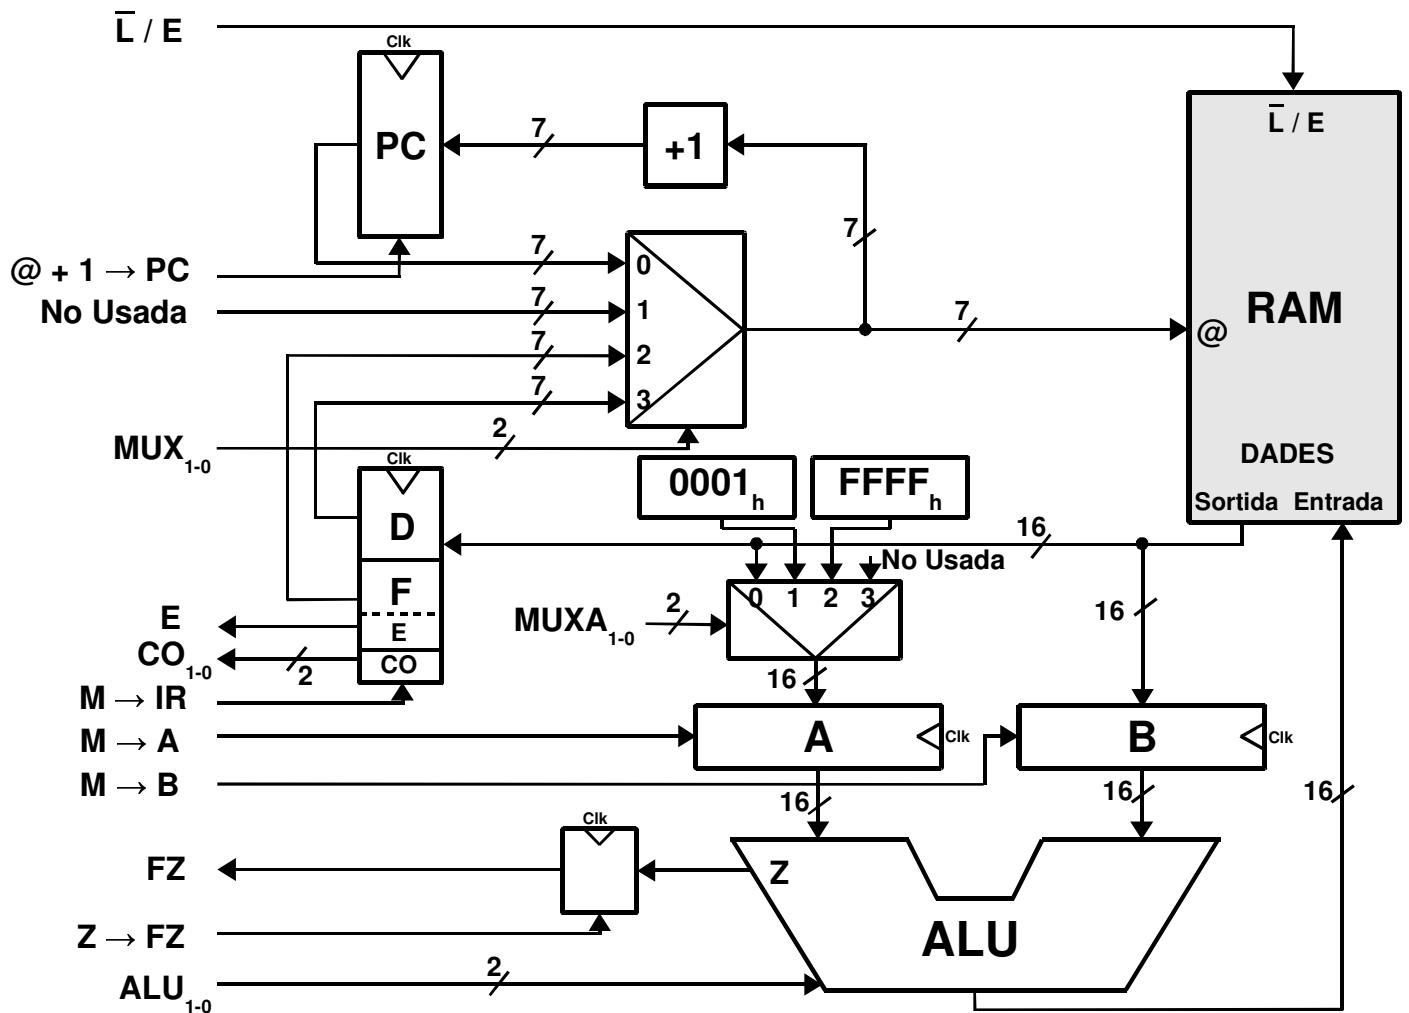 L̅ / E
Clk
L̅ / E
PC
7
+1
7
@ + 1 → PC
7
0
No Usada
7
1
7
RAM
@
7
2
7
3
MUX1-0
2
DADES
Clk
0001h
FFFFh
Sortida Entrada
D
16
No Usada
F
0 1 2 3
E
E
MUXA1-0
2
16
CO1-0
2
CO
16
M → IR
M → A
A
Clk
B
Clk
M → B
16
16
16
Clk
FZ
Z
Z → FZ
ALU
ALU1-0
2